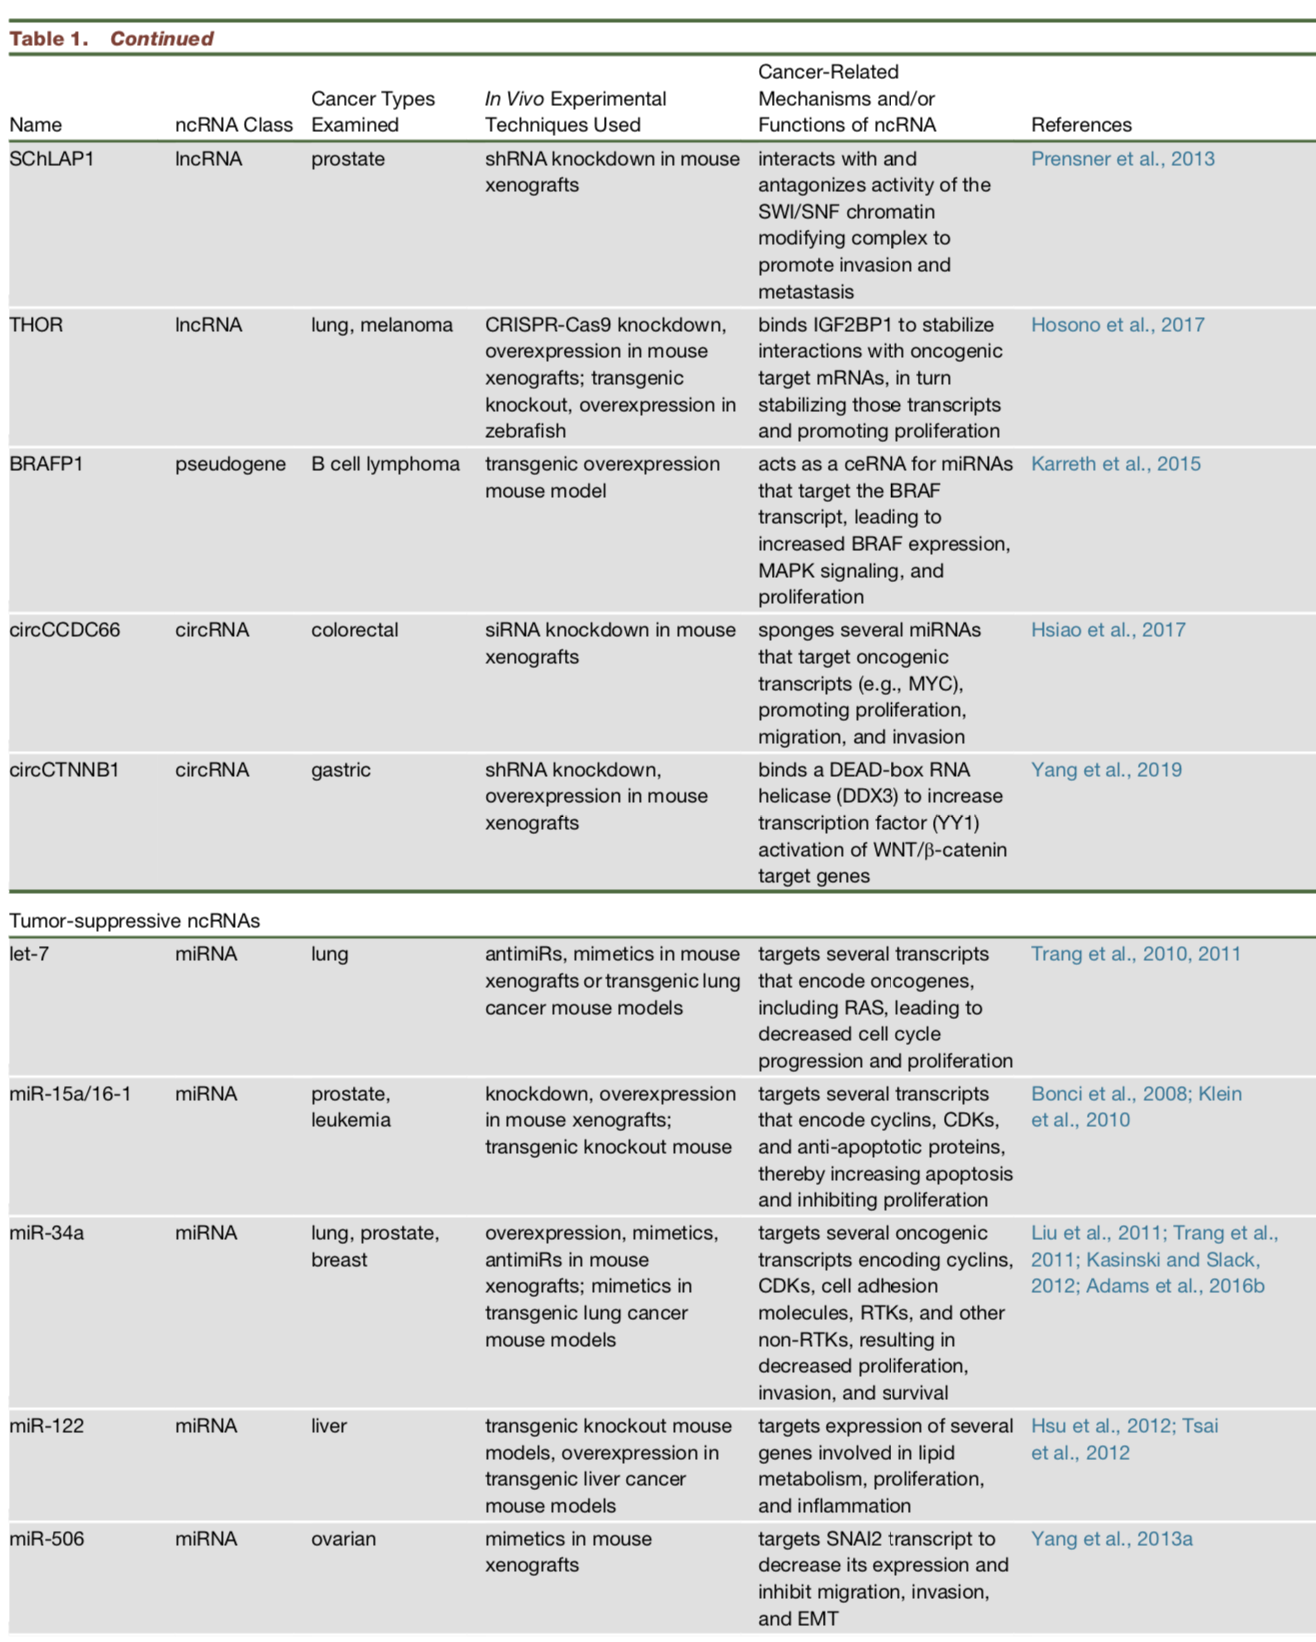 Table 1. Continued
Name
ncRNA Class
Cancer Types
Examined
In Vivo Experimental
Techniques Used
Cancer-Related
Mechanisms and/or
Functions of ncRNA
References
SChLAP1
lncRNA
prostate
shRNA knockdown in mouse
xenografts
interacts with and
antagonizes activity of the
SWI/SNF chromatin
modifying complex to
promote invasion and
metastasis
Prensner et al., 2013
THOR
lncRNA
lung, melanoma
CRISPR-Cas9 knockdown,
overexpression in mouse
xenografts; transgenic
knockout, overexpression in
zebrafish
binds IGF2BP1 to stabilize
interactions with oncogenic
target mRNAs, in turn
stabilizing those transcripts
and promoting proliferation
Hosono et al., 2017
BRAFP1
pseudogene
B cell lymphoma
transgenic overexpression
mouse model
acts as a ceRNA for miRNAs
that target the BRAF
transcript, leading to
increased BRAF expression,
MAPK signaling, and
proliferation
Karreth et al., 2015
circCCDC66
circRNA
colorectal
siRNA knockdown in mouse
xenografts
sponges several miRNAs
that target oncogenic
transcripts (e.g., MYC),
promoting proliferation,
migration, and invasion
Hsiao et al., 2017
circCTNNB1
circRNA
gastric
shRNA knockdown,
overexpression in mouse
xenografts
binds a DEAD-box RNA
helicase (DDX3) to increase
transcription factor (YY1)
activation of WNT/β-catenin
target genes
Yang et al., 2019
Tumor-suppressive ncRNAs
let-7
miRNA
lung
antimiRs, mimetics in mouse
xenografts or transgenic lung
cancer mouse models
targets several transcripts
that encode oncogenes,
including RAS, leading to
decreased cell cycle
progression and proliferation
Trang et al., 2010, 2011
miR-15a/16-1
miRNA
prostate,
leukemia
knockdown, overexpression
in mouse xenografts;
transgenic knockout mouse
targets several transcripts
that encode cyclins, CDKs,
and anti-apoptotic proteins,
thereby increasing apoptosis
and inhibiting proliferation
Bonci et al., 2008; Klein
et al., 2010
miR-34a
miRNA
lung, prostate,
breast
overexpression, mimetics,
antimiRs in mouse
xenografts; mimetics in
transgenic lung cancer
mouse models
targets several oncogenic
transcripts encoding cyclins,
CDKs, cell adhesion
molecules, RTKs, and other
non-RTKs, resulting in
decreased proliferation,
invasion, and survival
Liu et al., 2011; Trang et al.,
2011; Kasinski and Slack,
2012; Adams et al., 2016b
miR-122
miRNA
liver
transgenic knockout mouse
models, overexpression in
transgenic liver cancer
mouse models
targets expression of several
genes involved in lipid
metabolism, proliferation,
and inflammation
Hsu et al., 2012; Tsai
et al., 2012
miR-506
miRNA
ovarian
mimetics in mouse
xenografts
targets SNAI2 transcript to
decrease its expression and
inhibit migration, invasion,
and EMT
Yang et al., 2013a